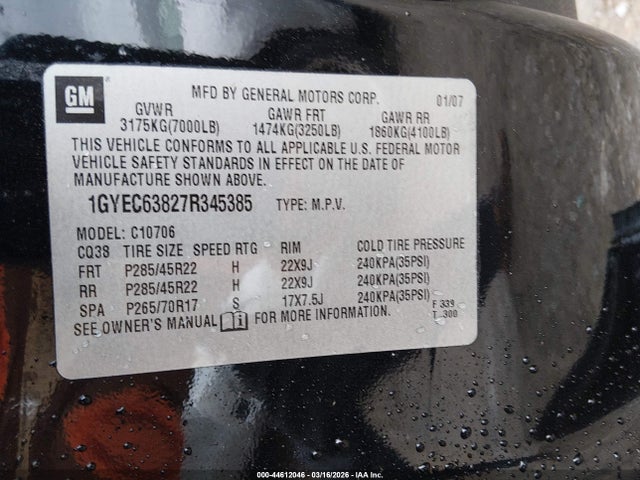 GM
MFD BY GENERAL MOTORS CORP. 01/07
GVWR GAWR FRT GAWR RR
3175KG(7000LB) 1474KG(3250LB) 1860KG(4100LB)
THIS VEHICLE CONFORMS TO ALL APPLICABLE U.S. FEDERAL MOTOR
VEHICLE SAFETY STANDARDS IN EFFECT ON THE DATE OF
MANUFACTURE SHOWN ABOVE.
1GYEC63827R345385 TYPE: M.P.V.
MODEL: C10706
CQ38 TIRE SIZE SPEED RTG RIM COLD TIRE PRESSURE
FRT P285/45R22 H 22X9J 240KPA(35PSI)
RR P285/45R22 H 22X9J 240KPA(35PSI)
SPA P265/70R17 S 17X7.5J 240KPA(35PSI)
SEE OWNER'S MANUAL FOR MORE INFORMATION.
F 339
T 300
000-44612046 - 03/16/2026 - IAA Inc.